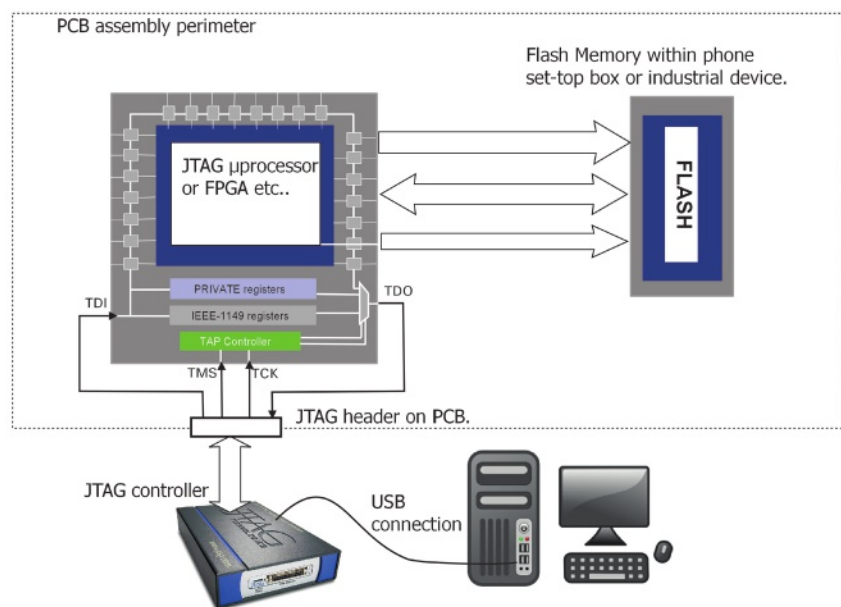 PCB assembly perimeter
Flash Memory within phone
set-top box or industrial device.
JTAG µprocessor
or FPGA etc..
FLASH
PRIVATE registers
IEEE-1149 registers
TAP Controller
TDI
TDO
TMS
TCK
JTAG header on PCB.
JTAG controller
USB
connection
JTAG
TECHNOLOGIES